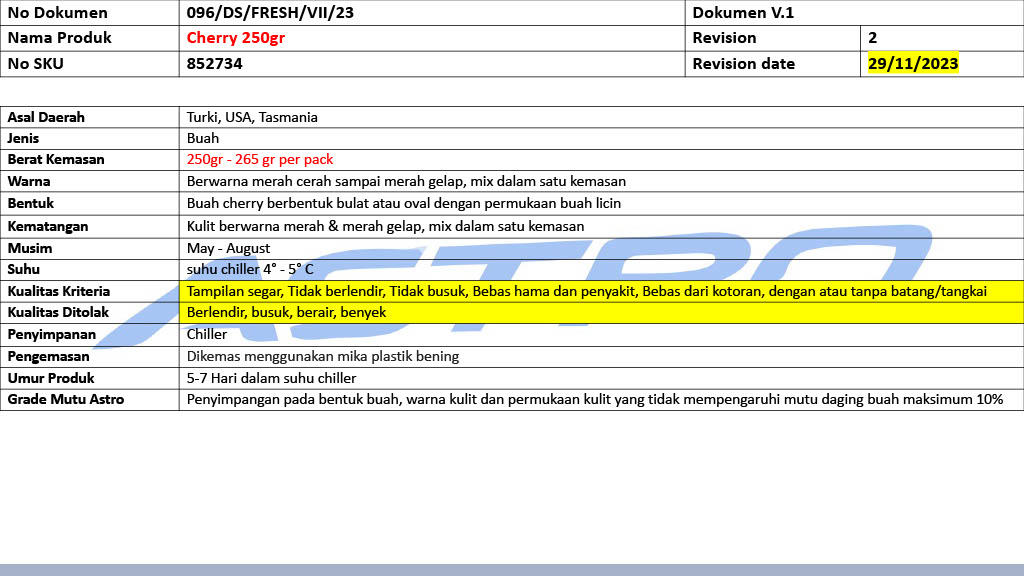 No Dokumen 096/DS/FRESH/VII/23 Dokumen V.1
Nama Produk Cherry 250gr Revision 2
No SKU 852734 Revision date 29/11/2023
Asal Daerah Turki, USA, Tasmania
Jenis Buah
Berat Kemasan 250gr - 265 gr per pack
Warna Berwarna merah cerah sampai merah gelap, mix dalam satu kemasan
Bentuk Buah cherry berbentuk bulat atau oval dengan permukaan buah licin
Kematangan Kulit berwarna merah & merah gelap, mix dalam satu kemasan
Musim May - August
Suhu suhu chiller 4° - 5° C
Kualitas Kriteria Tampilan segar, Tidak berlendir, Tidak busuk, Bebas hama dan penyakit, Bebas dari kotoran, dengan atau tanpa batang/tangkai
Kualitas Ditolak Berlendir, busuk, berair, benyek
Penyimpanan Chiller
Pengemasan Dikemas menggunakan mika plastik bening
Umur Produk 5-7 Hari dalam suhu chiller
Grade Mutu Astro Penyimpangan pada bentuk buah, warna kulit dan permukaan kulit yang tidak mempengaruhi mutu daging buah maksimum 10%
ASTRO